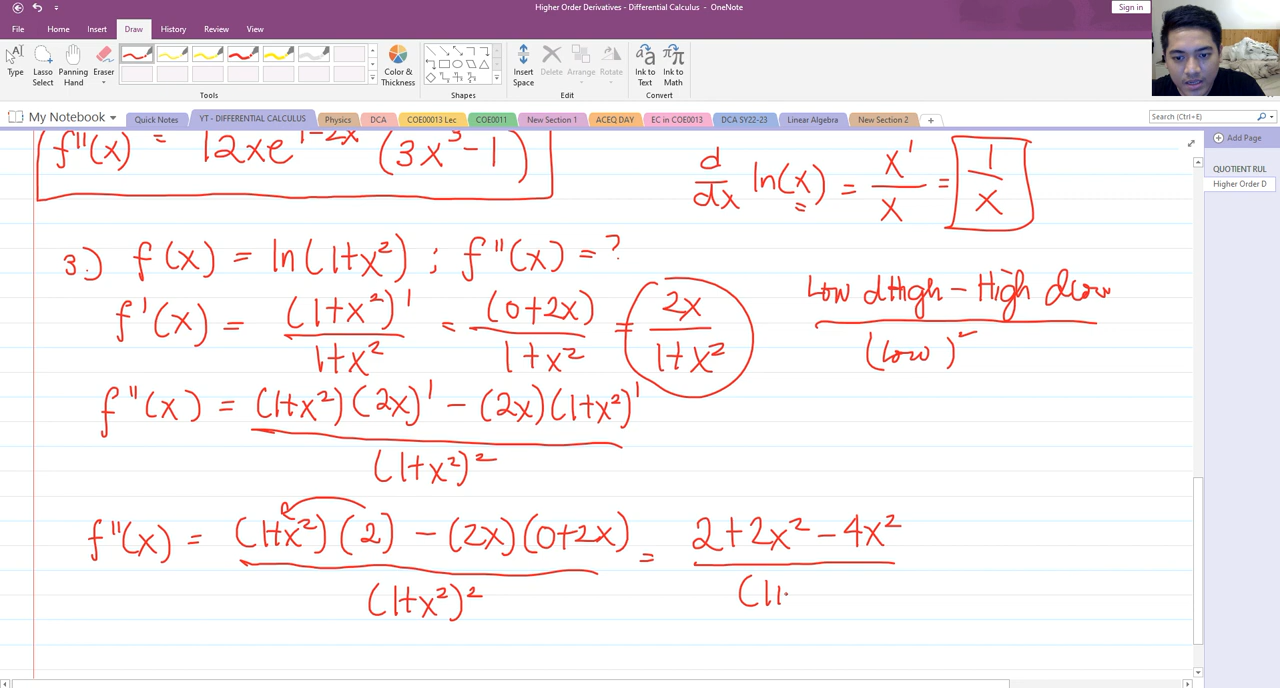 Higher Order Derivatives - Differential Calculus - OneNote
Sign in
File Home Insert Draw History Review View
Type Lasso Select Panning Hand Eraser Color & Thickness Insert Space Delete Arrange Rotate Ink to Text Ink to Math
Tools Shapes Edit Convert
My Notebook Quick Notes YT - DIFFERENTIAL CALCULUS Physics DCA COE00013 Lec COE0011 New Section 1 ACEQ DAY EC in COE0013 DCA SY22-23 Linear Algebra New Section 2 + Search (Ctrl+E)
Add Page
QUOTIENT RUL
Higher Order D
f''(x) = 12xe^{1-2x^3} (3x^3 - 1)
d/dx ln(x) = x'/x = 1/x
3.) f(x) = ln(1+x²) ; f''(x) = ?
f'(x) = (1+x²)'/1+x² = (0+2x)/1+x² = 2x/1+x²
Low dHigh - High dLow
(Low)²
f''(x) = (1+x²)(2x)' - (2x)(1+x²)'
(1+x²)²
f''(x) = (1+x²)(2) - (2x)(0+2x) = 2+2x²-4x²
(1+x²)² (1